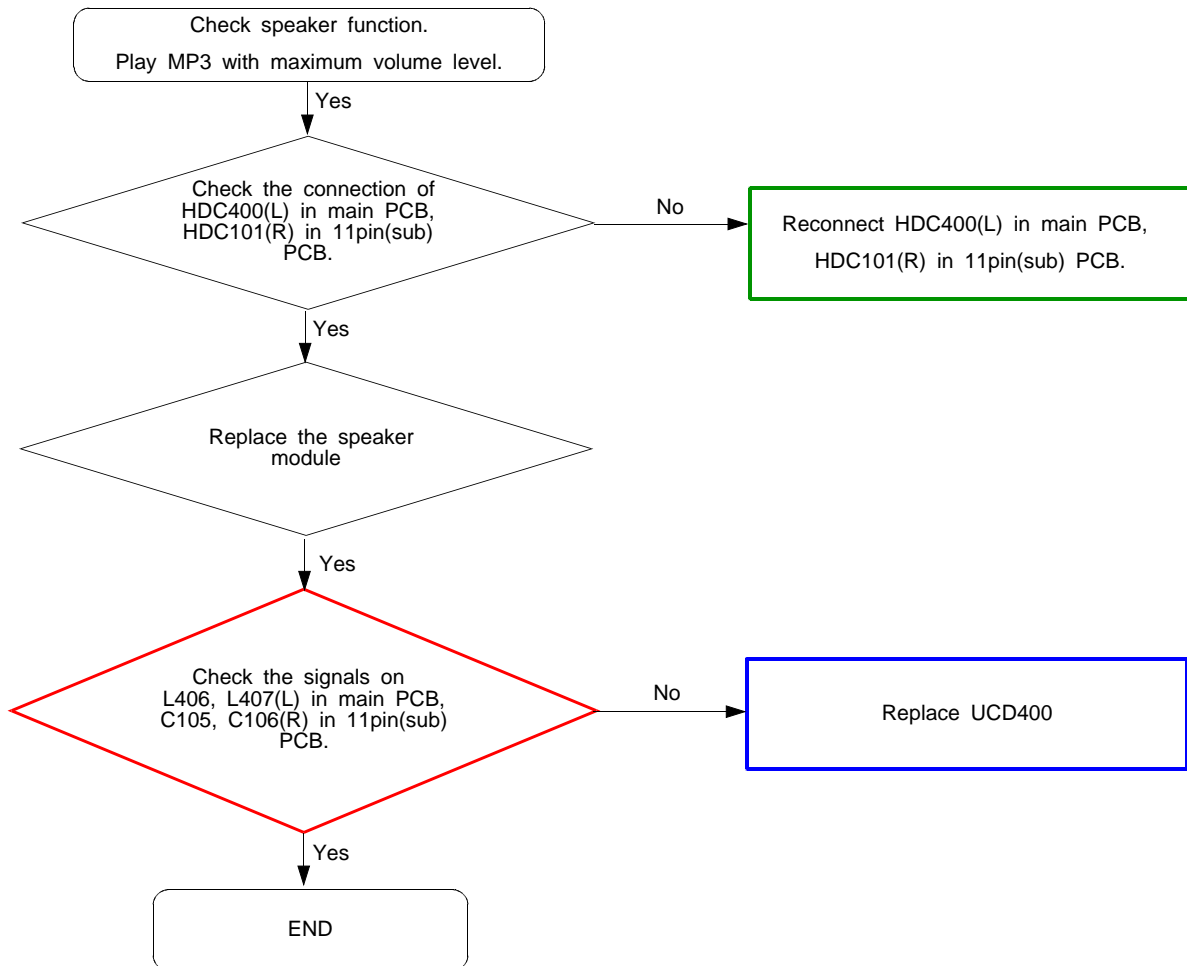 Check speaker function.
Play MP3 with maximum volume level.
Yes
Check the connection of
HDC400(L) in main PCB,
HDC101(R) in 11pin(sub)
PCB.
No
Reconnect HDC400(L) in main PCB,
HDC101(R) in 11pin(sub) PCB.
Yes
Replace the speaker
module
Yes
Check the signals on
L406, L407(L) in main PCB,
C105, C106(R) in 11pin(sub)
PCB.
No
Replace UCD400
Yes
END